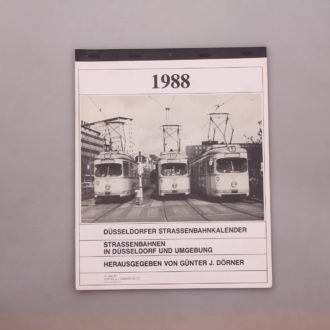 1988
DÜSSELDORFER STRASSENBAHNKALENDER
STRASSENBAHNEN
IN DÜSSELDORF UND UMGEBUNG
HERAUSGEGEBEN VON GÜNTER J. DÖRNER